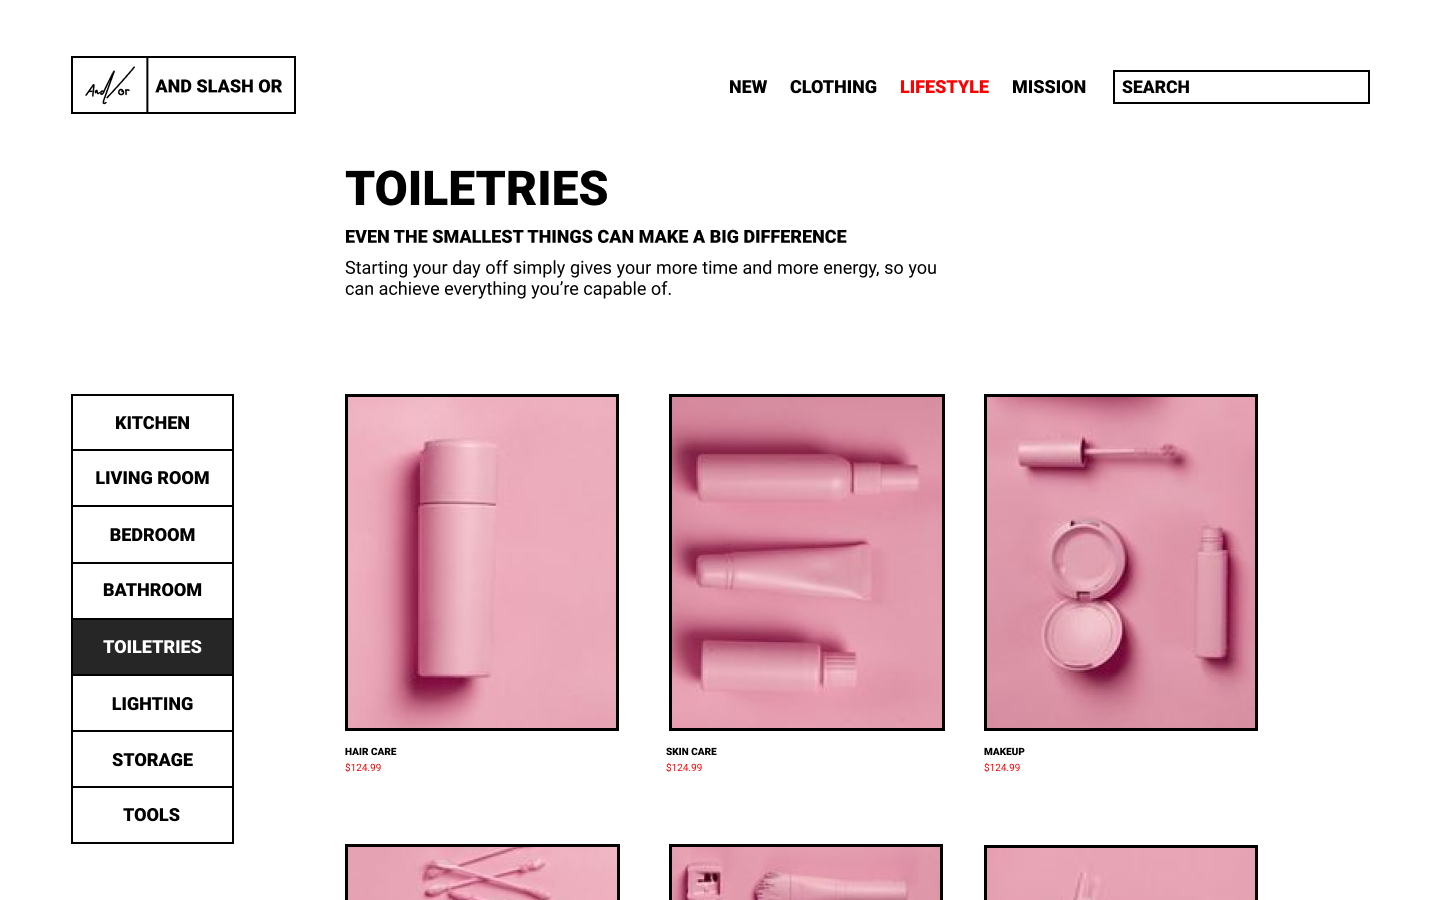 And/or
AND SLASH OR
NEW
CLOTHING
LIFESTYLE
MISSION
SEARCH
TOILETRIES
EVEN THE SMALLEST THINGS CAN MAKE A BIG DIFFERENCE
Starting your day off simply gives your more time and more energy, so you
can achieve everything you’re capable of.
KITCHEN
LIVING ROOM
BEDROOM
BATHROOM
TOILETRIES
LIGHTING
STORAGE
TOOLS
HAIR CARE
$124.99
SKIN CARE
$124.99
MAKEUP
$124.99